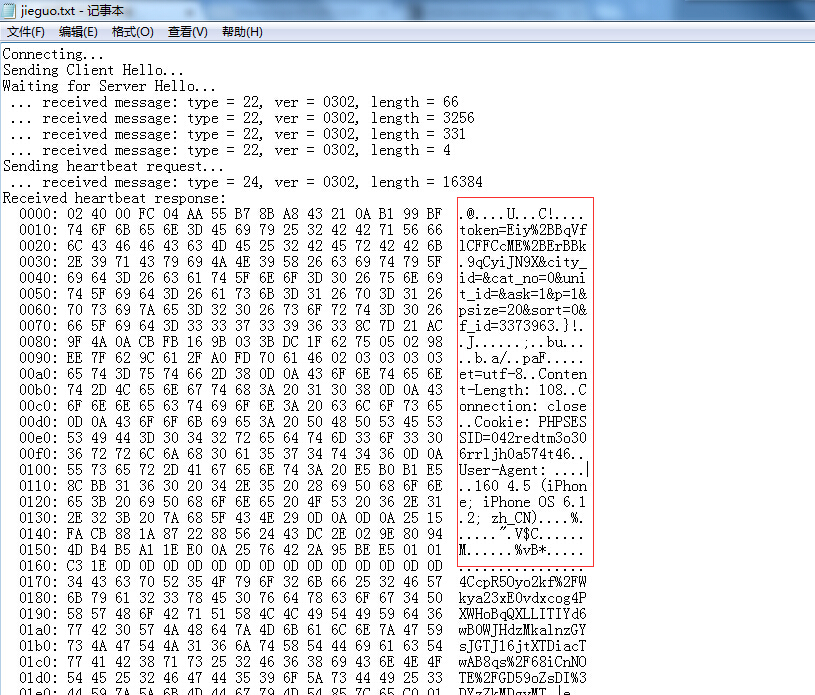 jieguo.txt - 记事本
文件(F) 编辑(E) 格式(O) 查看(V) 帮助(H)
Connecting...
Sending Client Hello...
Waiting for Server Hello...
 ... received message: type = 22, ver = 0302, length = 66
 ... received message: type = 22, ver = 0302, length = 3256
 ... received message: type = 22, ver = 0302, length = 331
 ... received message: type = 22, ver = 0302, length = 4
Sending heartbeat request...
 ... received message: type = 24, ver = 0302, length = 16384
Received heartbeat response:
  0000: 02 40 00 FC 04 AA 55 B7 8B A8 43 21 0A B1 99 BF  .@....U...C!....
  0010: 74 6F 6B 65 6E 3D 45 69 79 25 32 42 42 71 56 66  token=Eiy%2BBqVf
  0020: 6C 43 46 46 43 63 4D 45 25 32 42 45 72 42 42 6B  lCFFCcME%2BErBBk
  0030: 2E 39 71 43 79 69 4A 4E 39 58 26 63 69 74 79 5F  .9qCyiJN9X&city_
  0040: 69 64 3D 26 63 61 74 5F 6E 6F 3D 30 26 75 6E 69  id=&cat_no=0&uni
  0050: 74 5F 69 64 3D 26 61 73 6B 3D 31 26 70 3D 31 26  t_id=&ask=1&p=1&
  0060: 70 73 69 7A 65 3D 32 30 26 73 6F 72 74 3D 30 26  psize=20&sort=0&
  0070: 66 5F 69 64 3D 33 33 37 33 39 36 33 8C 7D 21 AC  f_id=3373963.}!.
  0080: 9F 4A 0A CB FB 16 9B 03 3B DC 1F 62 75 05 02 98  .J......;..bu...
  0090: EE 7F 62 9C 61 2F A0 FD 70 61 46 02 03 03 03 03  ..b.a/..paF.....
  00a0: 65 74 3D 75 74 66 2D 38 0D 0A 43 6F 6E 74 65 6E  et=utf-8..Conten
  00b0: 74 2D 4C 65 6E 67 74 68 3A 20 31 30 38 0D 0A 43  t-Length: 108..C
  00c0: 6F 6E 6E 65 63 74 69 6F 6E 3A 20 63 6C 6F 73 65  onnection: close
  00d0: 0D 0A 43 6F 6F 6B 69 65 3A 20 50 48 50 53 45 53  ..Cookie: PHPSES
  00e0: 53 49 44 3D 30 34 32 72 65 64 74 6D 33 6F 33 30  SID=042redtm3o30
  00f0: 36 72 72 6C 6A 68 30 61 35 37 34 74 34 36 0D 0A  6rrljh0a574t46..
  0100: 55 73 65 72 2D 41 67 65 6E 74 3A 20 E5 B0 B1 E5  User-Agent: ....
  0110: 8C BB 31 36 30 20 34 2E 35 20 28 69 50 68 6F 6E  ..160 4.5 (iPhon
  0120: 65 3B 20 69 50 68 6F 6E 65 20 4F 53 20 36 2E 31  e; iPhone OS 6.1
  0130: 2E 32 3B 20 7A 68 5F 43 4E 29 0D 0A 0D 0A 25 15  .2; zh_CN)....%.
  0140: FA CB 88 1A 87 22 88 56 24 43 DC 2E 02 9E 80 94  .....".V$C......
  0150: 4D B4 B5 A1 1E E0 0A 25 76 42 2A 95 BE E5 01 01  M......%vB*.....
  0160: C3 1E 0D 0D 0D 0D 0D 0D 0D 0D 0D 0D 0D 0D 0D 0D  ................
  0170: 34 43 63 70 52 35 4F 79 6F 32 6B 66 25 32 46 57  4CcpR5Oyo2kf%2FW
  0180: 6B 79 61 32 33 78 45 30 76 64 78 63 6F 67 34 50  kya23xE0vdxcog4P
  0190: 58 57 48 6F 42 71 51 58 4C 4C 49 54 49 59 64 36  XWHoBqQXLLITIYd6
  01a0: 77 42 30 57 4A 48 64 7A 4D 6B 61 6C 6E 7A 47 59  wB0WJHdzMkalnzGY
  01b0: 73 4A 47 54 4A 31 36 6A 74 58 54 44 69 61 63 54  sJGTJ16jtXTDiacT
  01c0: 77 41 42 38 71 73 25 32 46 36 38 69 43 6E 4E 4F  wAB8qs%2F68iCnNO
  01d0: 54 45 25 32 46 47 44 35 39 6F 5A 73 44 49 25 33  TE%2FGD59oZsDI%3